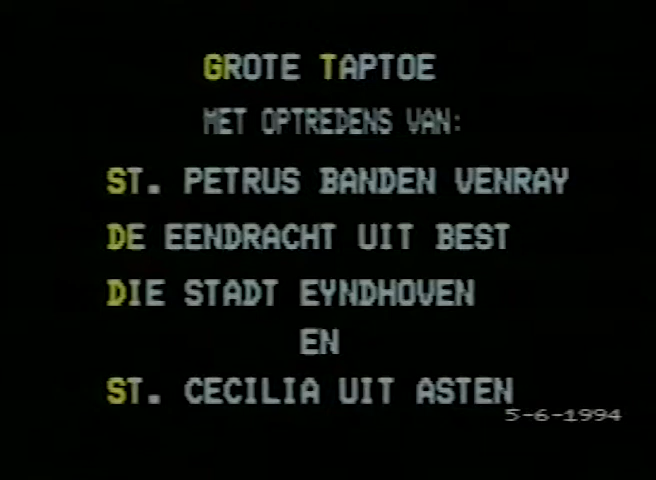 GROTE TAPTOE
MET OPTREDENS VAN:
ST. PETRUS BANDEN VENRAY
DE EENDRACHT UIT BEST
DIE STADT EYNDHOVEN
EN
ST. CECILIA UIT ASTEN
5-6-1994